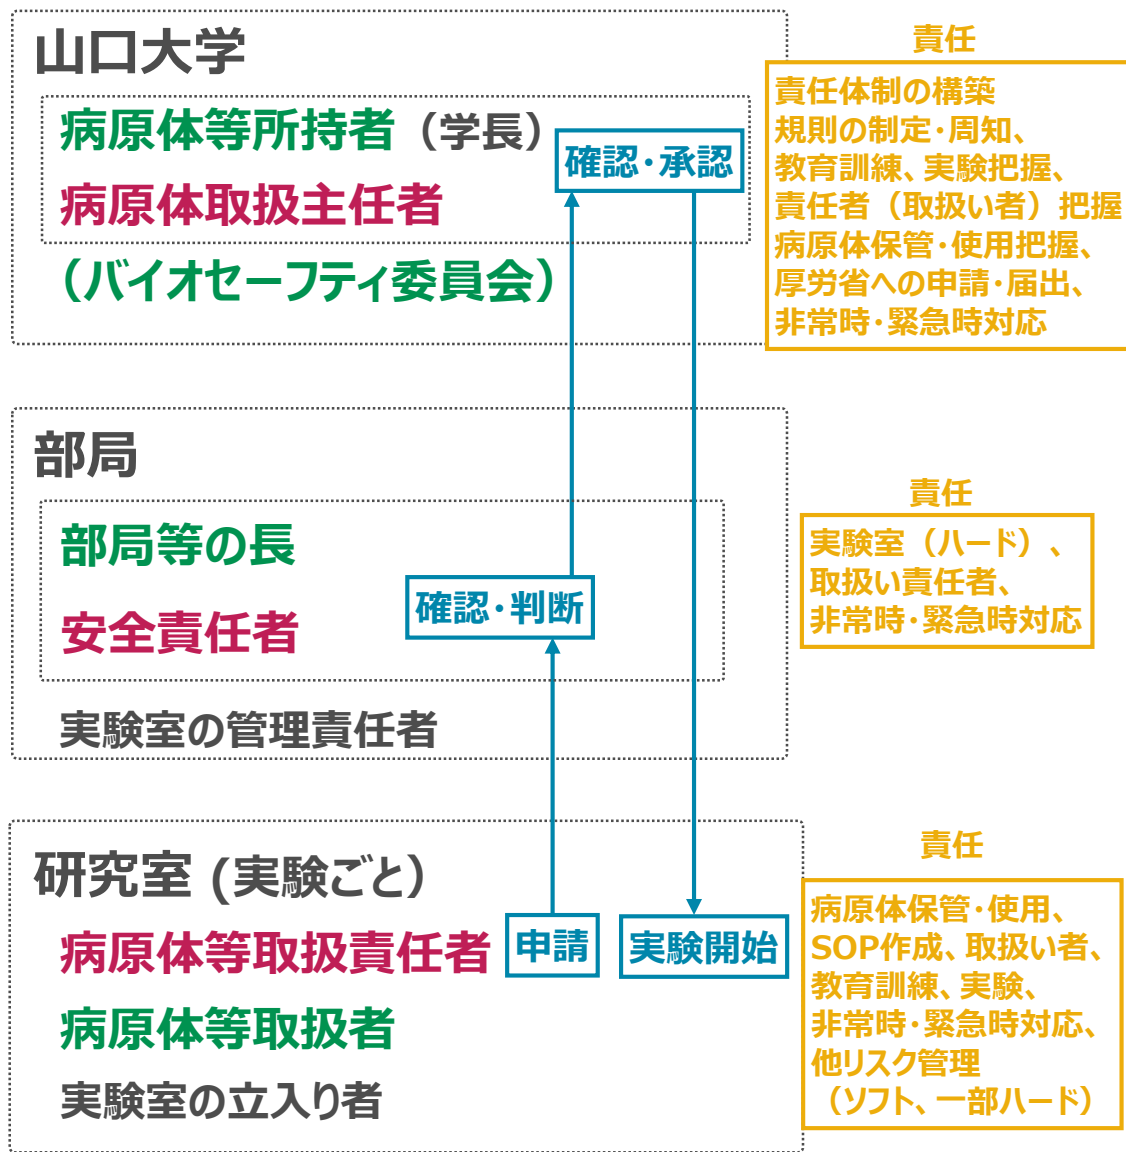 山口大学
病原体等所持者（学長）
病原体取扱主任者
（バイオセーフティ委員会）
確認・承認
責任
責任体制の構築
規則の制定・周知、
教育訓練、実験把握、
責任者（取扱い者）把握
病原体保管・使用把握、
厚労省への申請・届出、
非常時・緊急時対応
部局
部局等の長
安全責任者
実験室の管理責任者
確認・判断
責任
実験室（ハード）、
取扱い責任者、
非常時・緊急時対応
研究室 (実験ごと）
病原体等取扱責任者
病原体等取扱者
実験室の立入り者
申請
実験開始
責任
病原体保管・使用、
SOP作成、取扱い者、
教育訓練、実験、
非常時・緊急時対応、
他リスク管理
（ソフト、一部ハード）